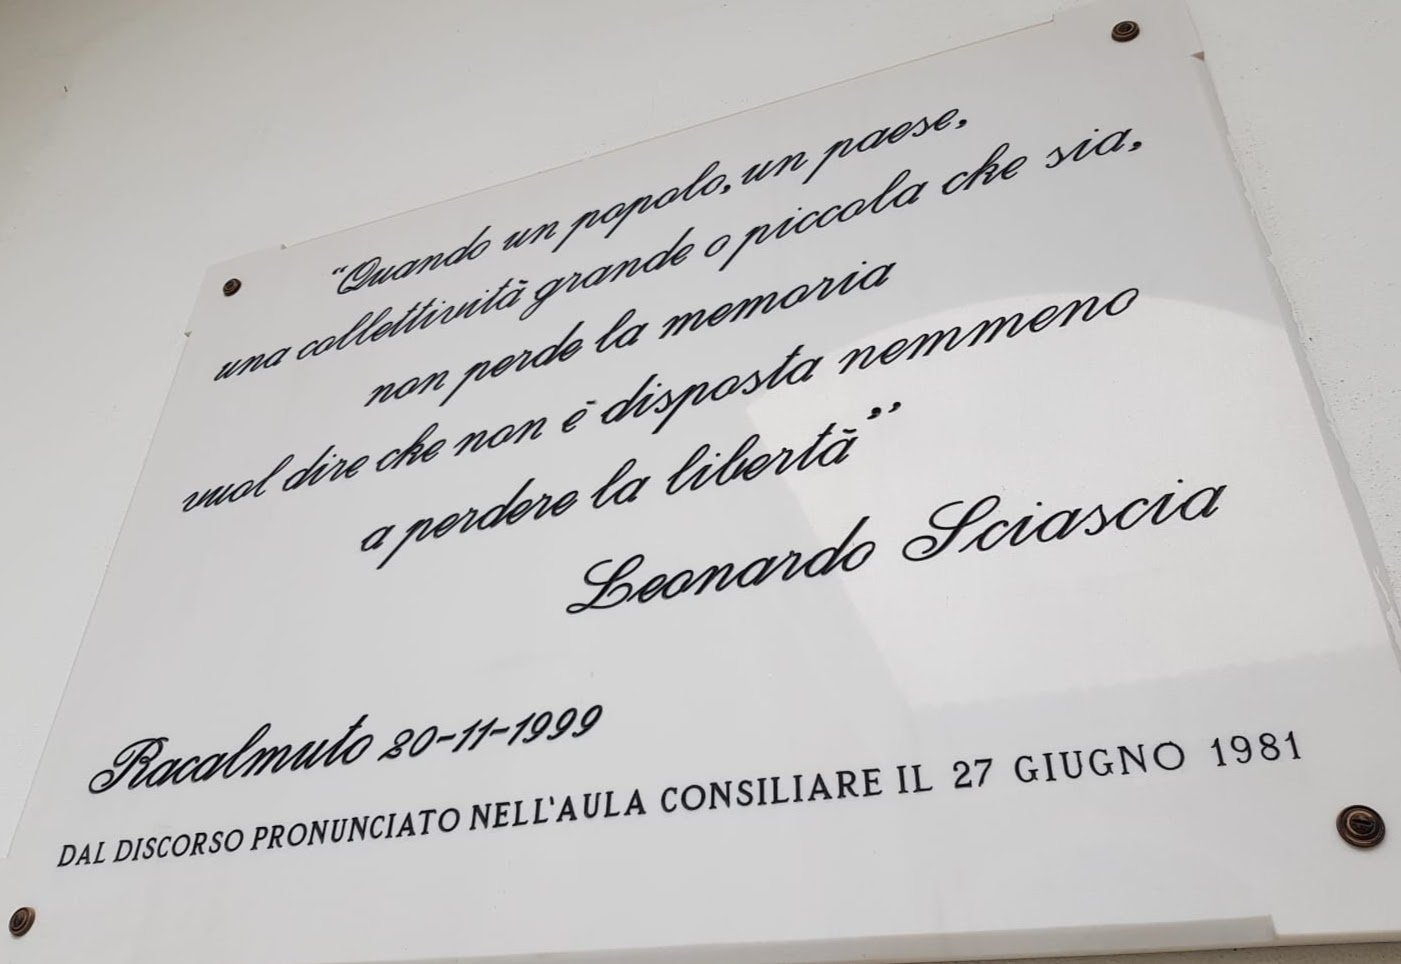 “Quando un popolo, un paese,
una collettività grande o piccola che sia,
non perde la memoria
vuol dire che non è disposta nemmeno
a perdere la libertà”
Leonardo Sciascia
Racalmuto 20-11-1999
DAL DISCORSO PRONUNCIATO NELL'AULA CONSILIARE IL 27 GIUGNO 1981